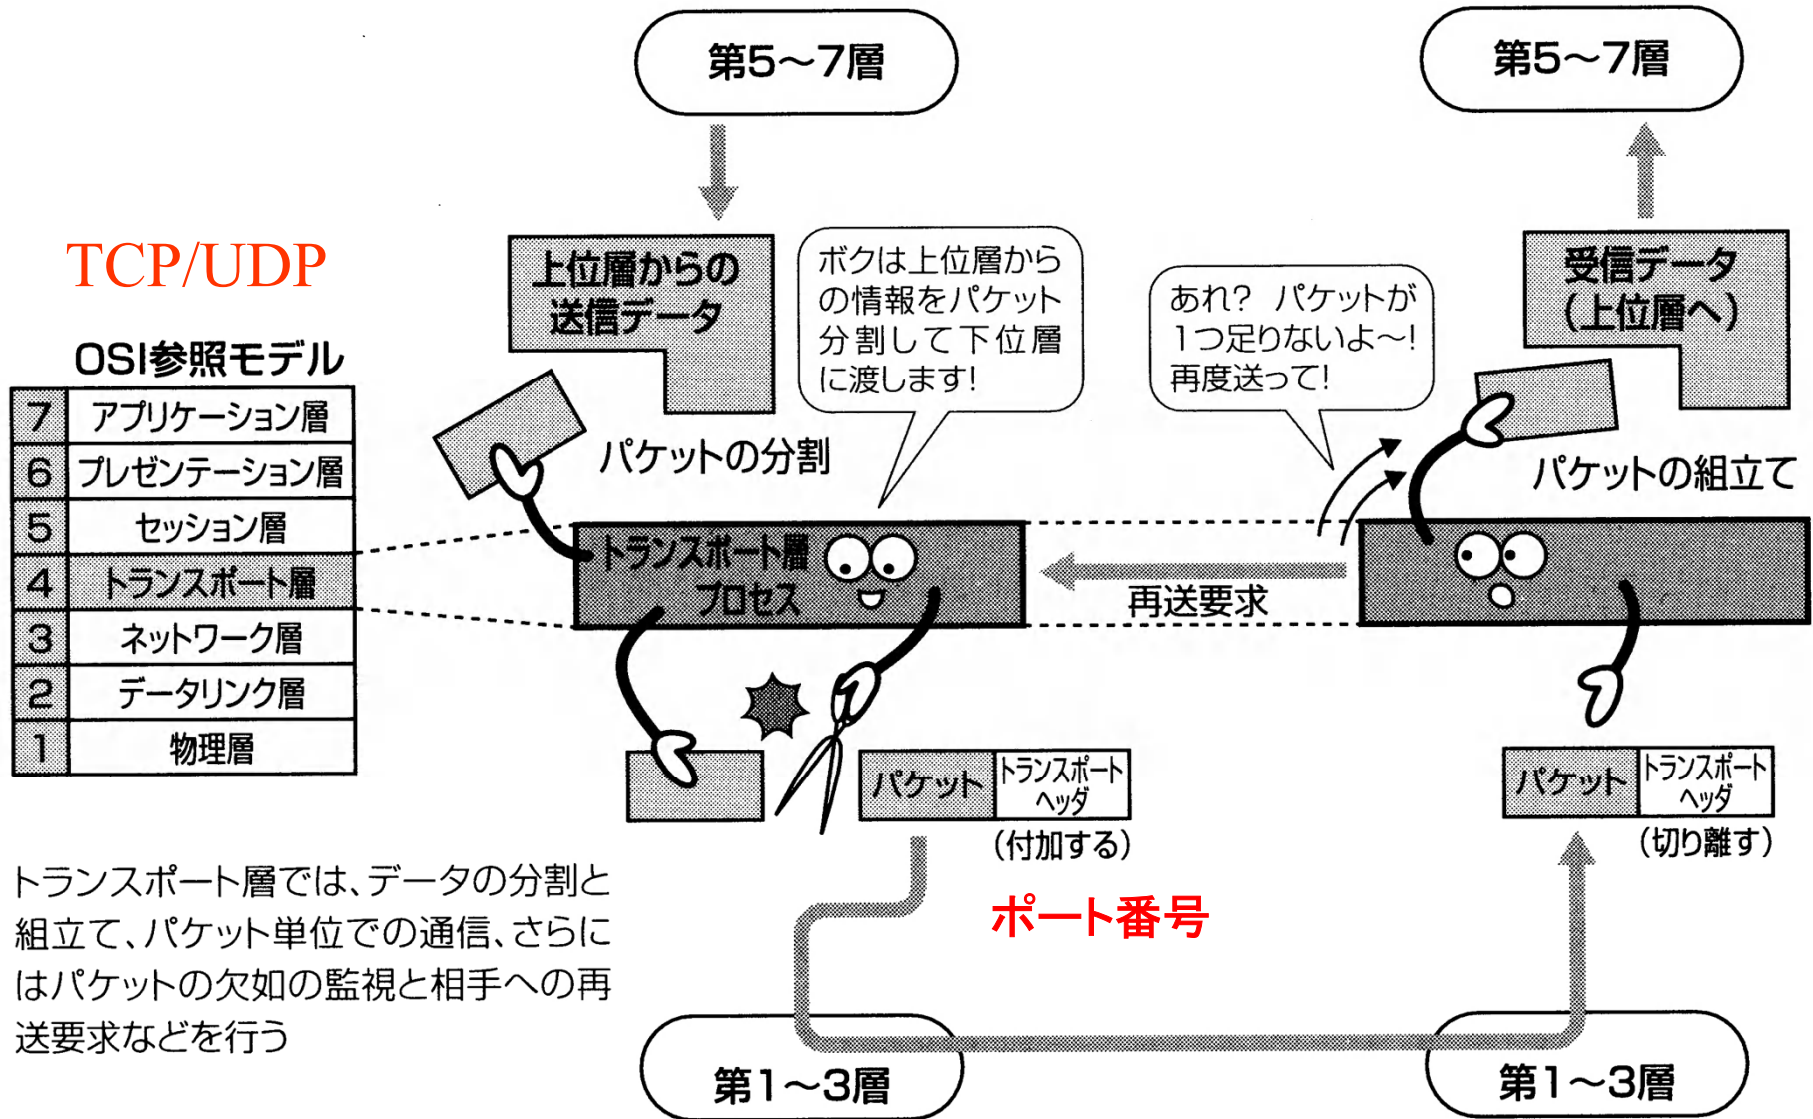 第5〜7層
第5〜7層
TCP/UDP
上位層からの
送信データ
ボクは上位層から
の情報をパケット
分割して下位層
に渡します!
あれ? パケットが
1つ足りないよ〜!
再度送って!
受信データ
(上位層へ)
OSI参照モデル
7 アプリケーション層
6 プレゼンテーション層
5 セッション層
4 トランスポート層
3 ネットワーク層
2 データリンク層
1 物理層
パケットの分割
パケットの組立て
トランスポート層
プロセス
再送要求
パケット
トランスポート
ヘッダ
(付加する)
パケット
トランスポート
ヘッダ
(切り離す)
ポート番号
トランスポート層では、データの分割と
組立て、パケット単位での通信、さらに
はパケットの欠如の監視と相手への再
送要求などを行う
第1〜3層
第1〜3層